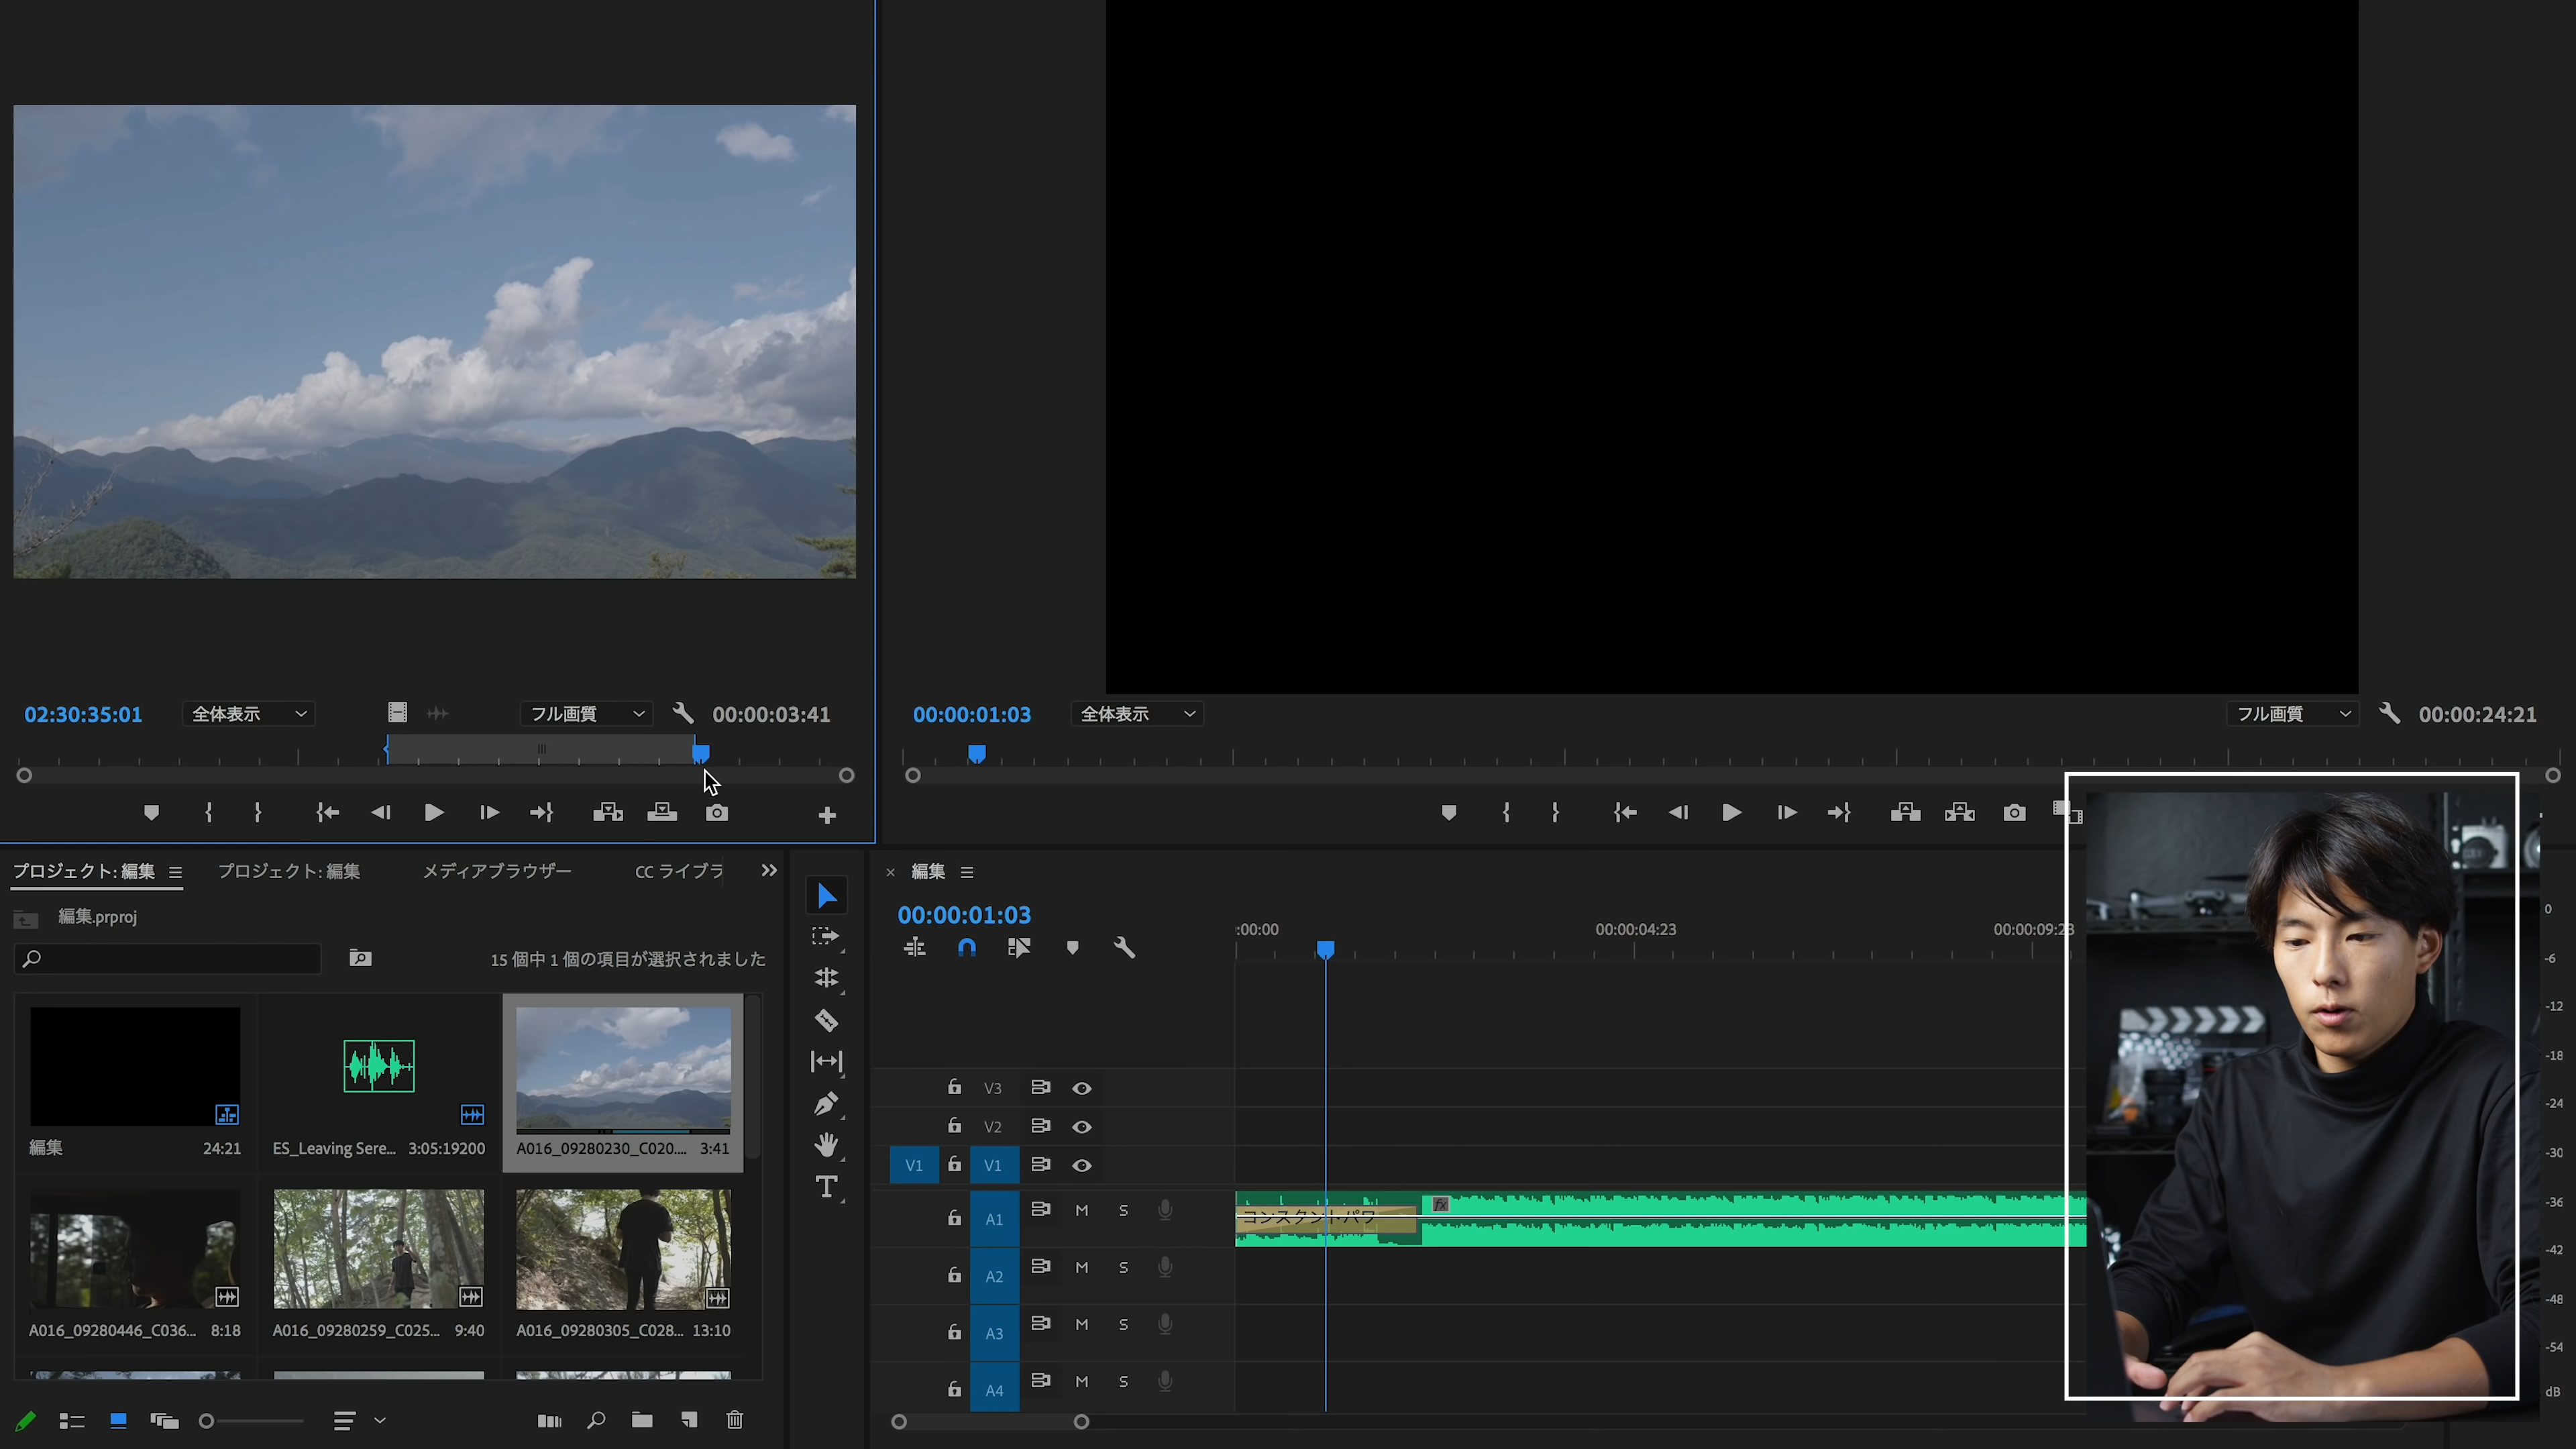 02:30:35:01
全体表示
フル画質
00:00:03:41
00:00:01:03
全体表示
フル画質
00:00:24:21
プロジェクト: 編集
プロジェクト: 編集
メディアブラウザー
CC ライブラ
編集.prproj
15 個中 1 個の項目が選択されました
編集
24:21
ES_Leaving Sere...
3:05:19200
A016_09280230_C020....
3:41
A016_09280446_C036...
8:18
A016_09280259_C025...
9:40
A016_09280305_C028...
13:10
編集
00:00:01:03
:00:00
00:00:04:23
00:00:09:23
V3
V2
V1
V1
A1
M
S
fx
コンスタントパワ
A2
M
S
A3
M
S
A4
M
S
0
-6
-12
-18
-24
-30
-36
-42
-48
-54
dB